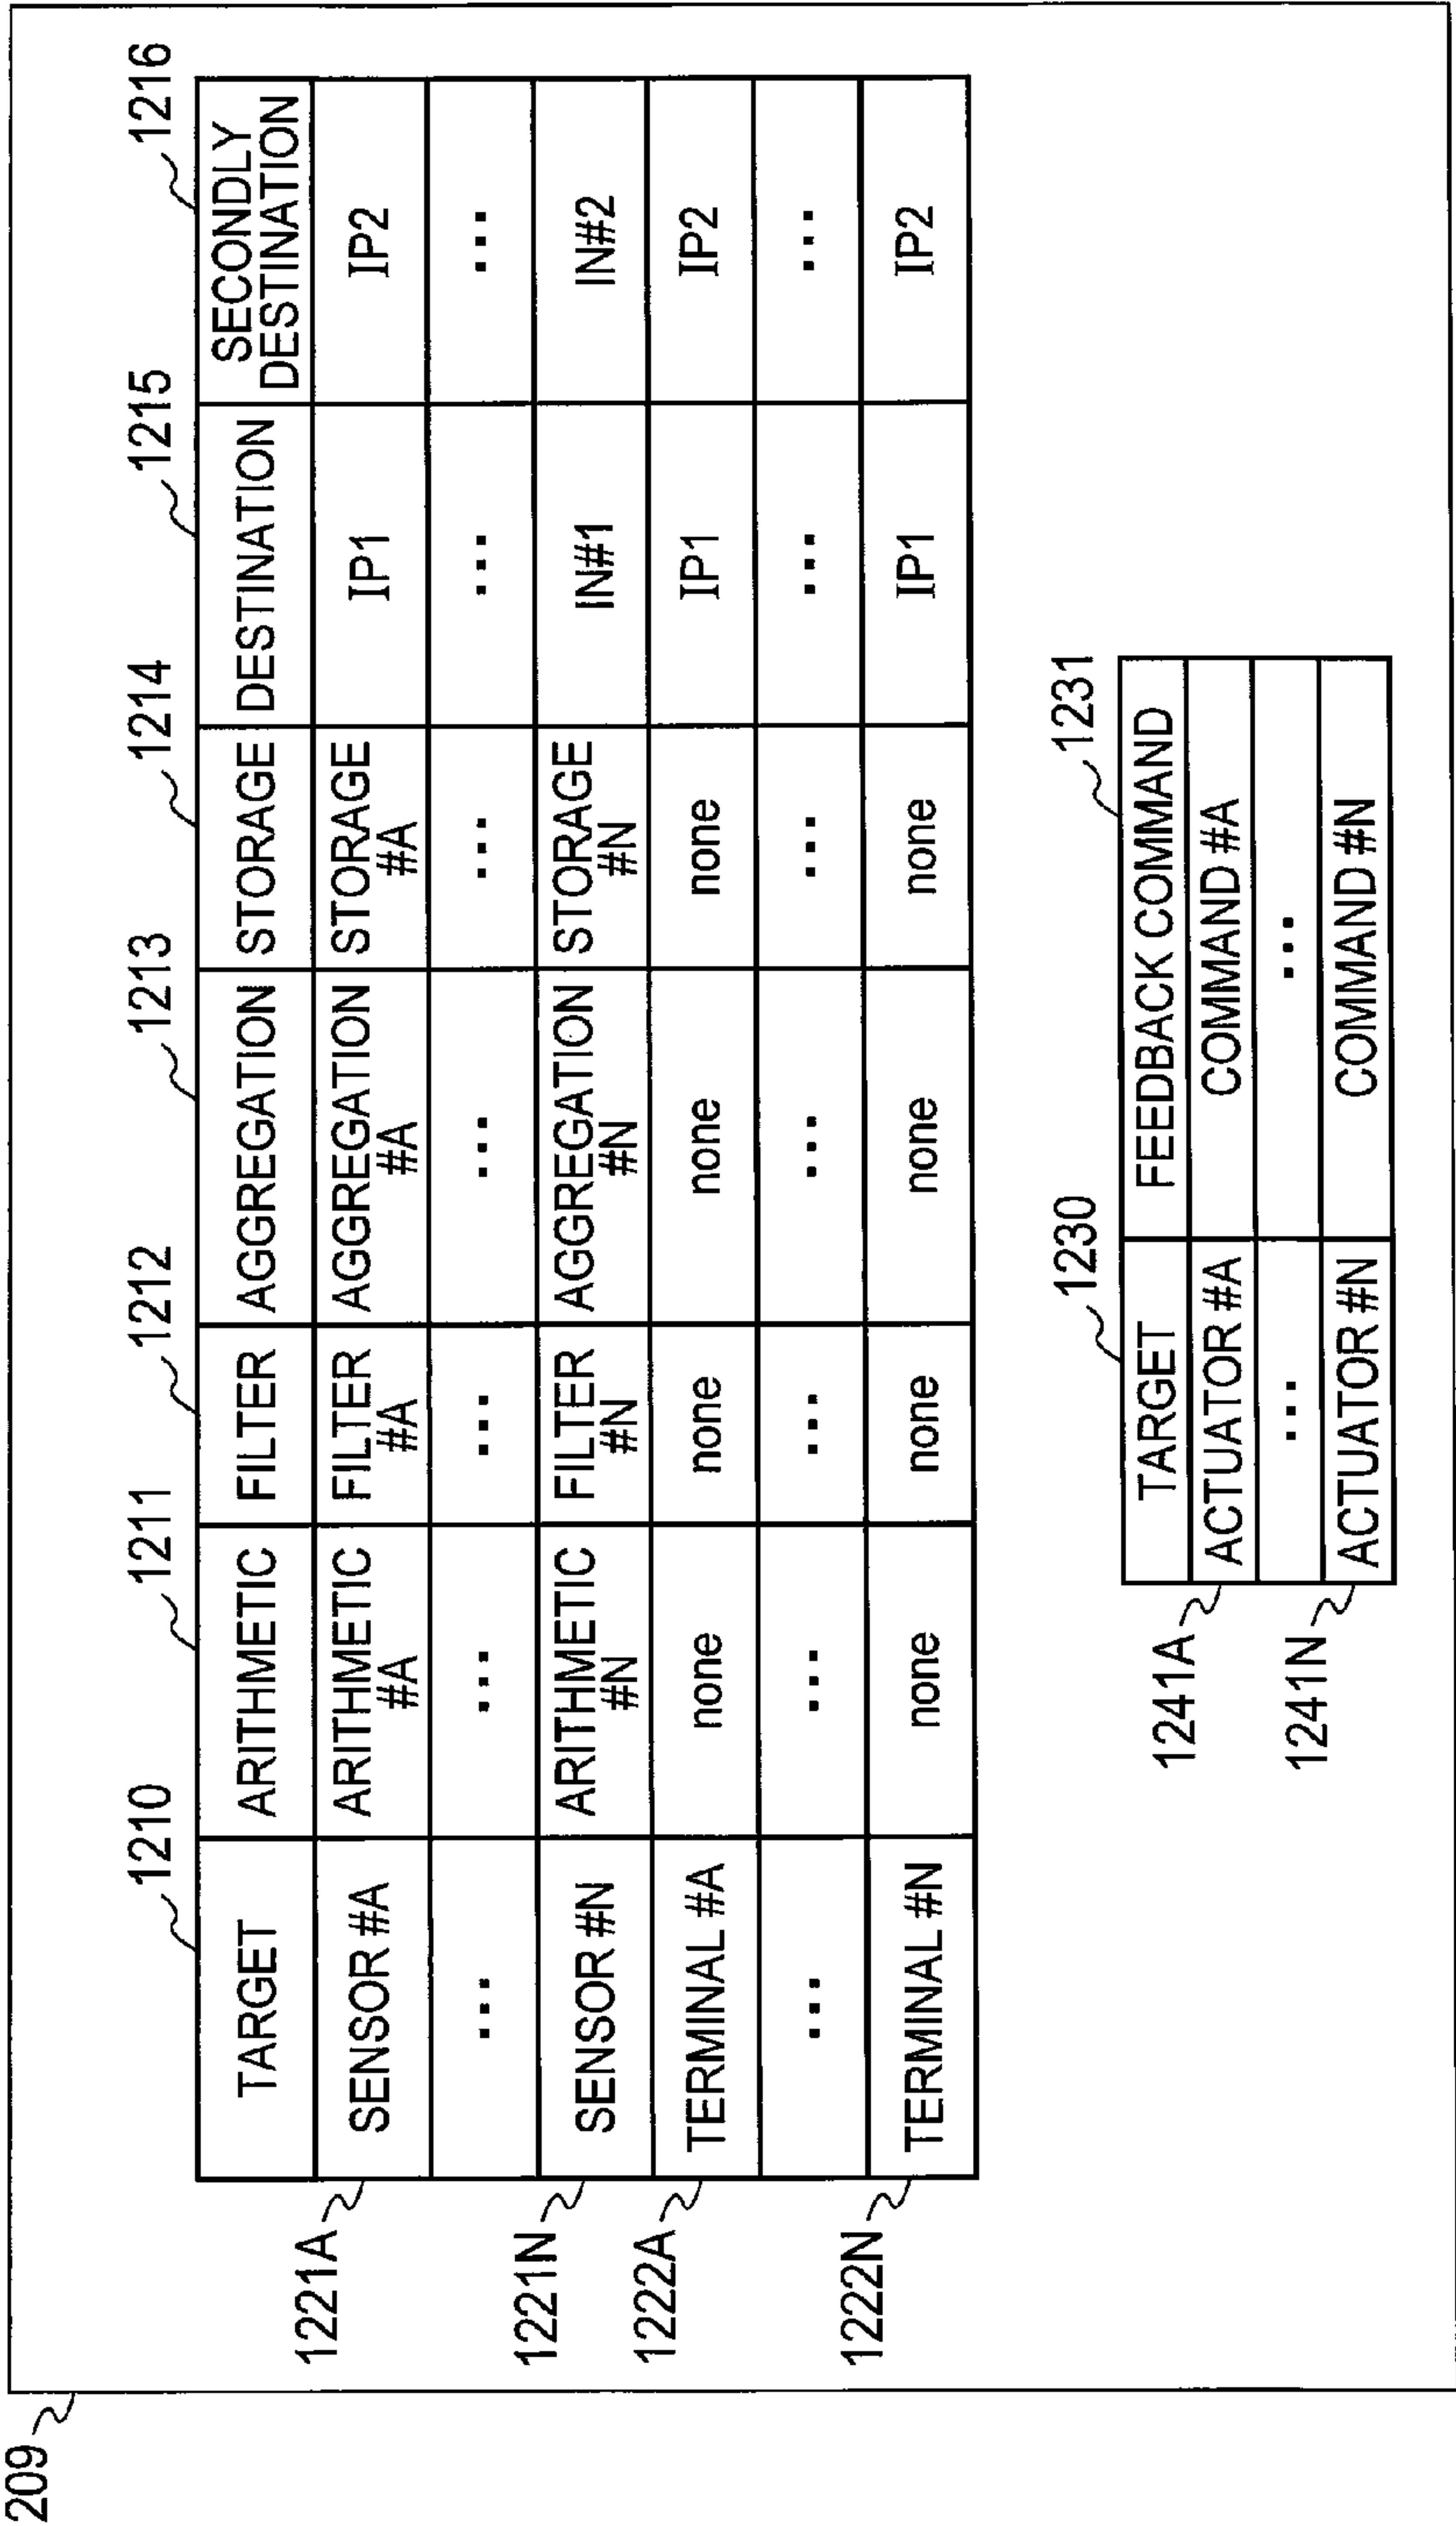 209
1210 1211 1212 1213 1214 1215 1216
TARGET ARITHMETIC FILTER AGGREGATION STORAGE DESTINATION SECONDLY DESTINATION
1221A SENSOR #A ARITHMETIC #A FILTER #A AGGREGATION #A STORAGE #A IP1 IP2
... ... ... ... ... ... ...
1221N SENSOR #N ARITHMETIC #N FILTER #N AGGREGATION #N STORAGE #N IN#1 IN#2
1222A TERMINAL #A none none none none IP1 IP2
... ... ... ... ... ... ...
1222N TERMINAL #N none none none none IP1 IP2
1230 1231
TARGET FEEDBACK COMMAND
1241A ACTUATOR #A COMMAND #A
... ...
1241N ACTUATOR #N COMMAND #N